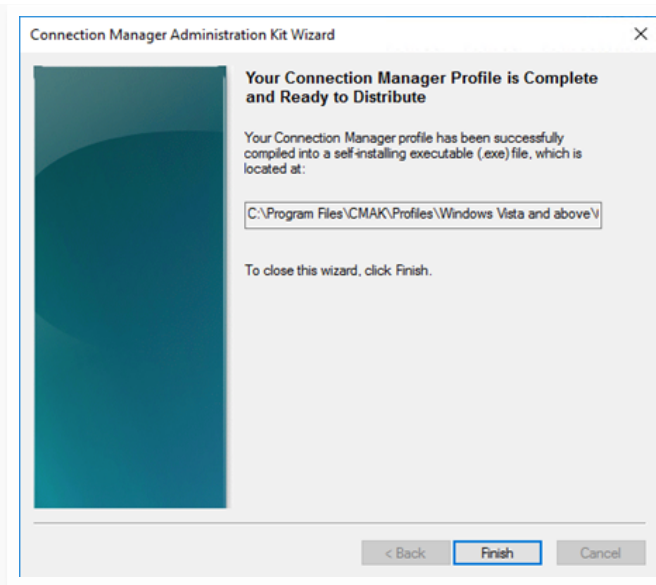 Connection Manager Administration Kit Wizard
Your Connection Manager Profile is Complete
and Ready to Distribute
Your Connection Manager profile has been successfully
compiled into a self-installing executable (.exe) file, which is
located at:
C:\Program Files\CMAK\Profiles\Windows Vista and above\
To close this wizard, click Finish.
< Back Finish Cancel